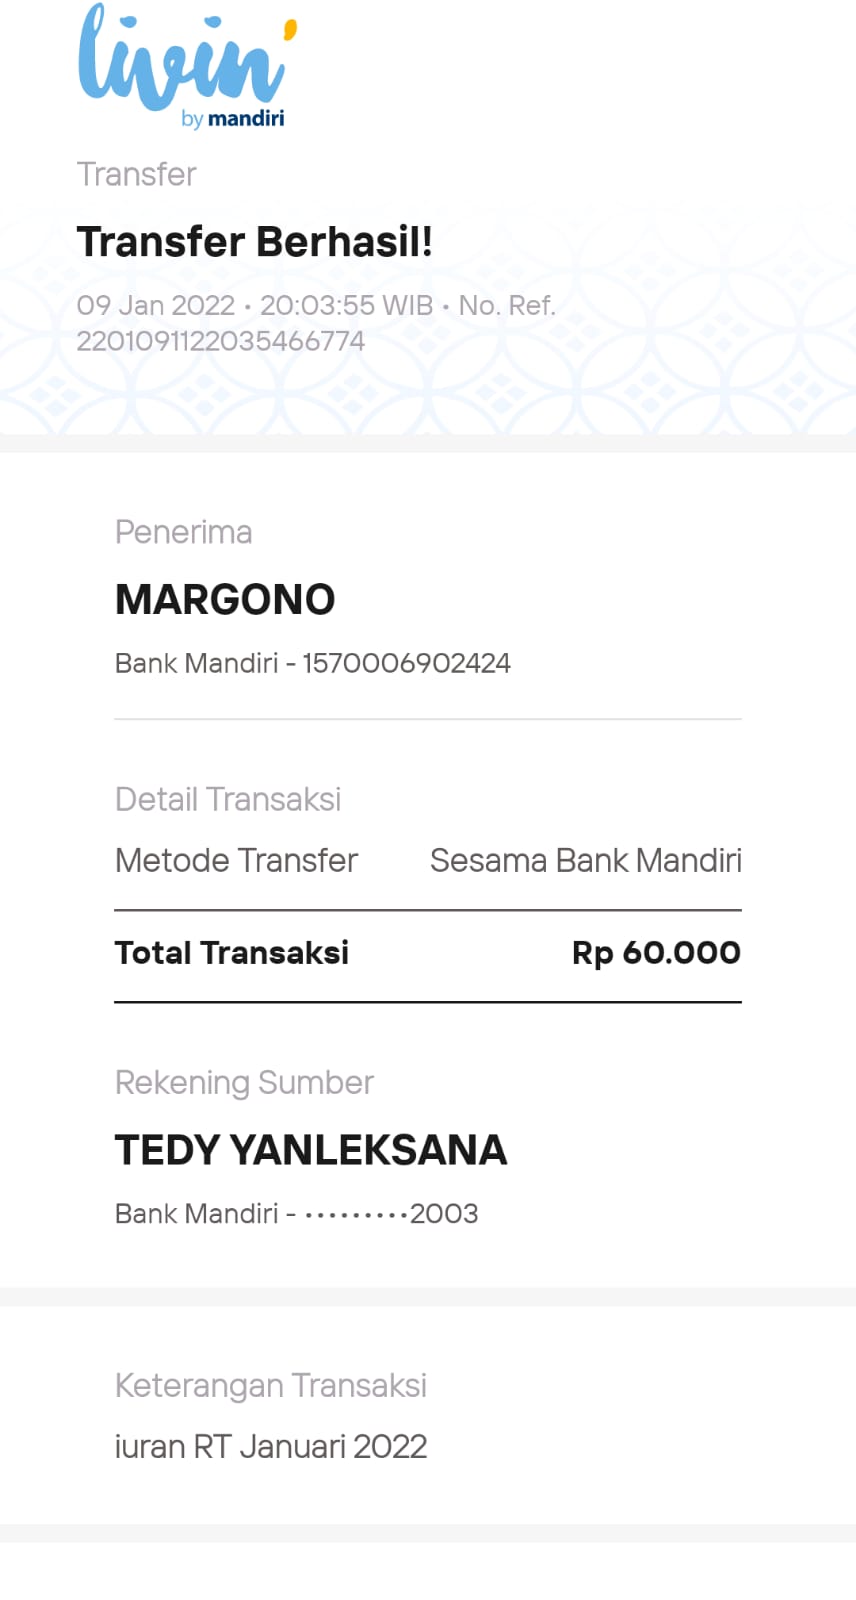 livin'
by mandiri
Transfer
Transfer Berhasil!
09 Jan 2022 • 20:03:55 WIB • No. Ref.
2201091122035466774
Penerima
MARGONO
Bank Mandiri - 1570006902424
Detail Transaksi
Metode Transfer Sesama Bank Mandiri
Total Transaksi Rp 60.000
Rekening Sumber
TEDY YANLEKSANA
Bank Mandiri - •••••••••2003
Keterangan Transaksi
iuran RT Januari 2022